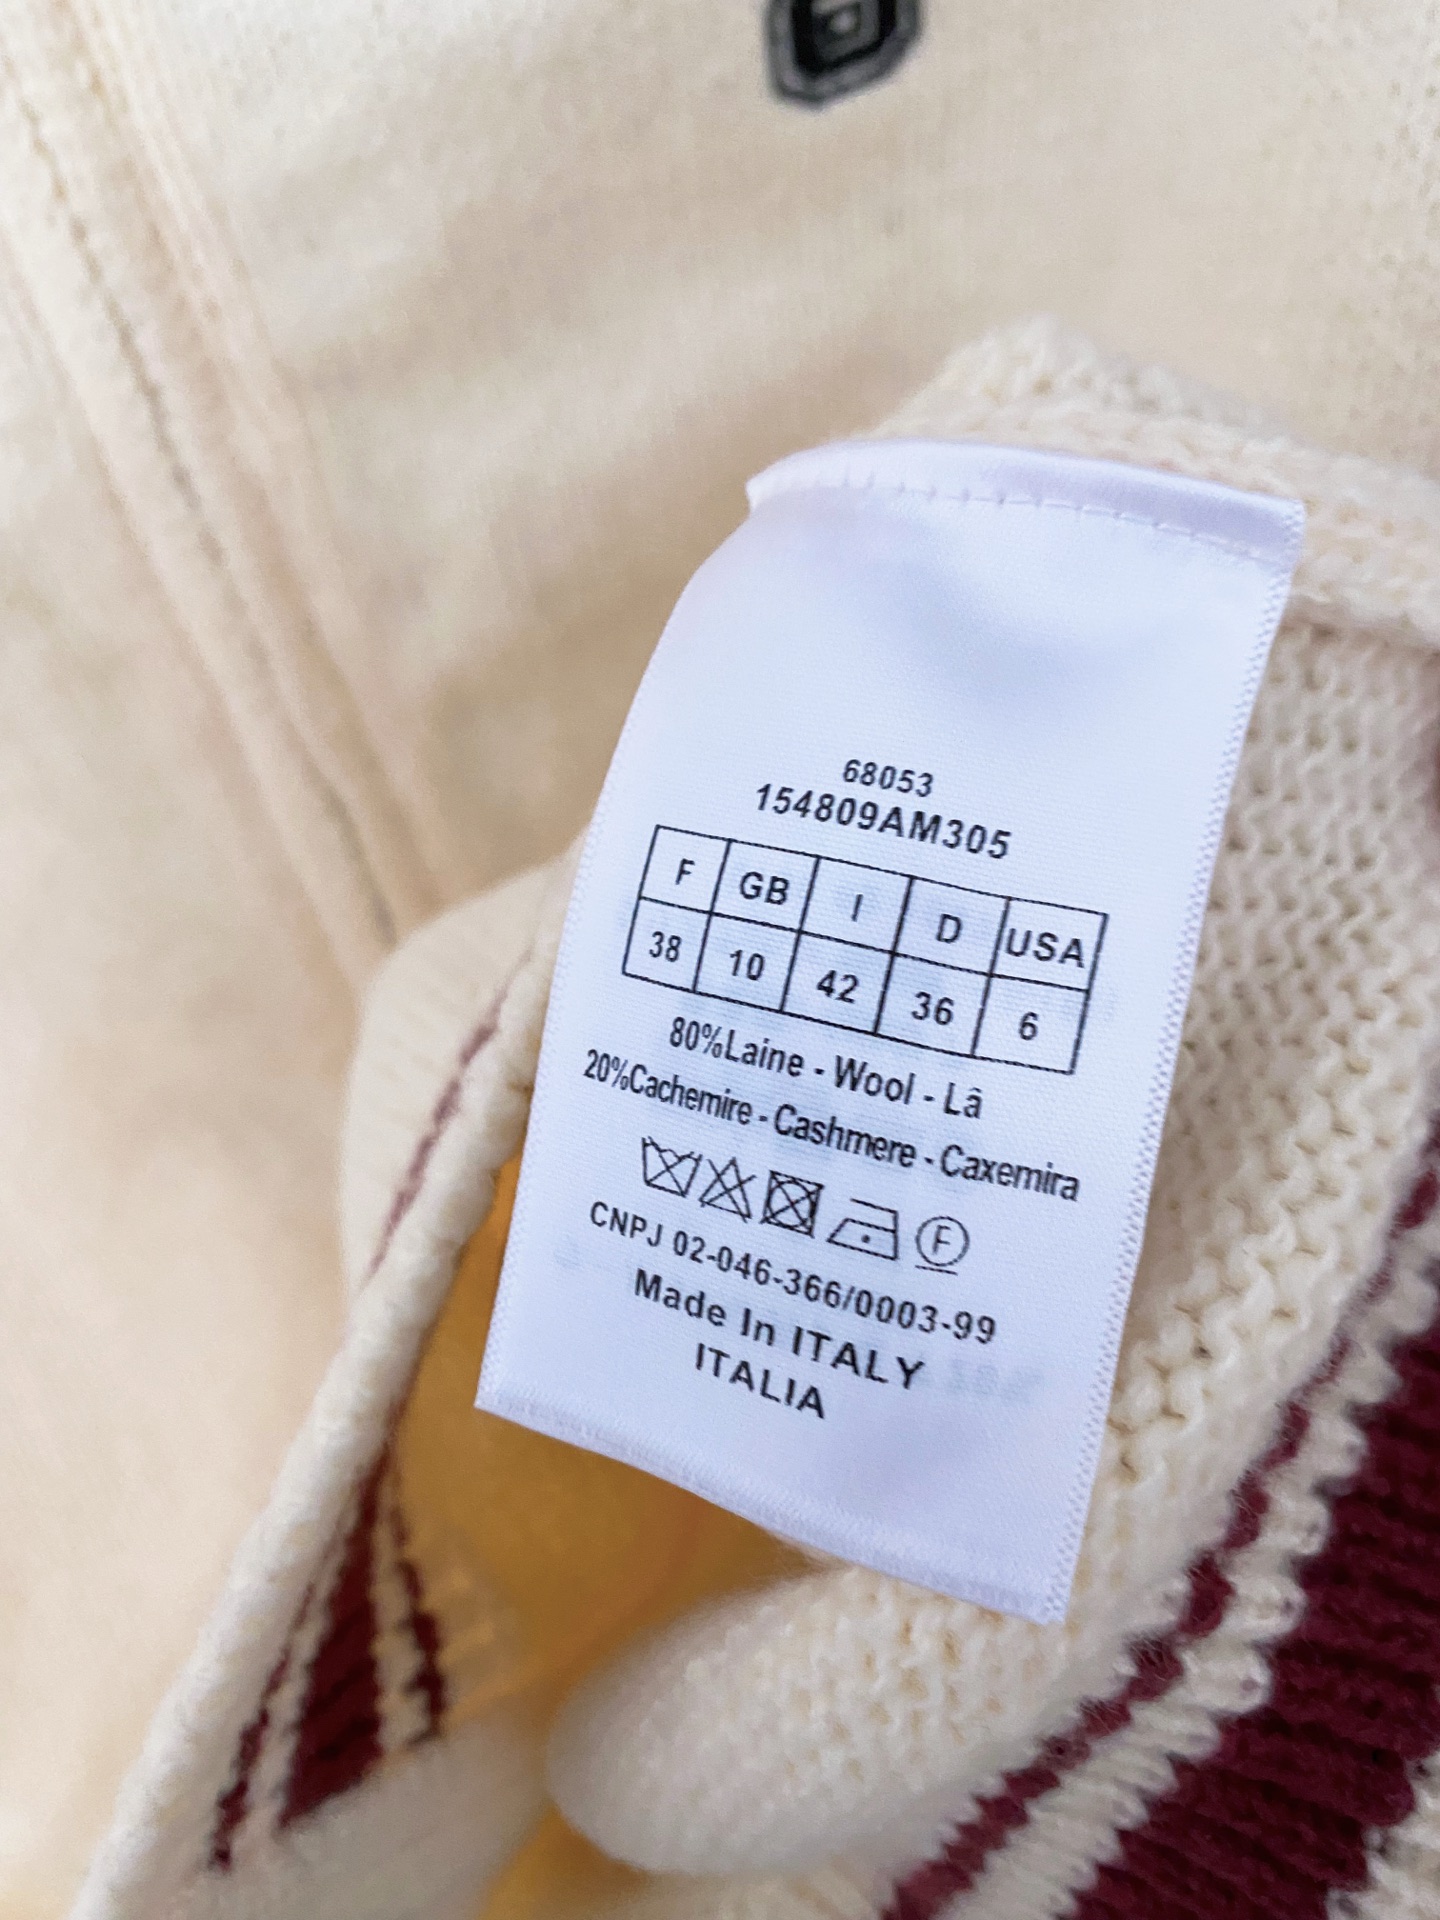 68053
154809AM305
F GB I D USA
38 10 42 36 6
80%Laine - Wool - Lã
20%Cachemire - Cashmere - Caxemira
F
CNPJ 02-046-366/0003-99
Made In ITALY
ITALIA